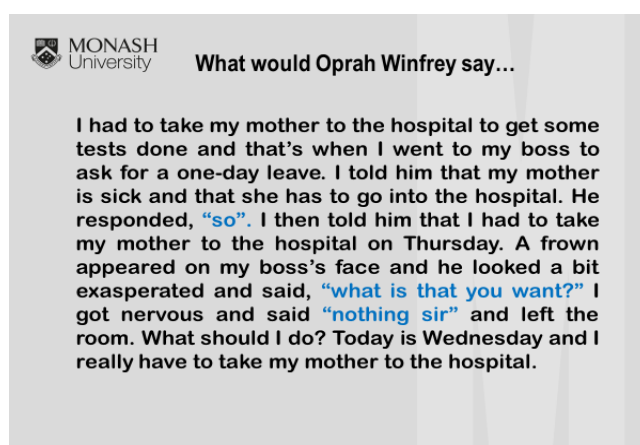 MONASH
University
What would Oprah Winfrey say…
I had to take my mother to the hospital to get some
tests done and that’s when I went to my boss to
ask for a one-day leave. I told him that my mother
is sick and that she has to go into the hospital. He
responded, “so”. I then told him that I had to take
my mother to the hospital on Thursday. A frown
appeared on my boss’s face and he looked a bit
exasperated and said, “what is that you want?” I
got nervous and said “nothing sir” and left the
room. What should I do? Today is Wednesday and I
really have to take my mother to the hospital.